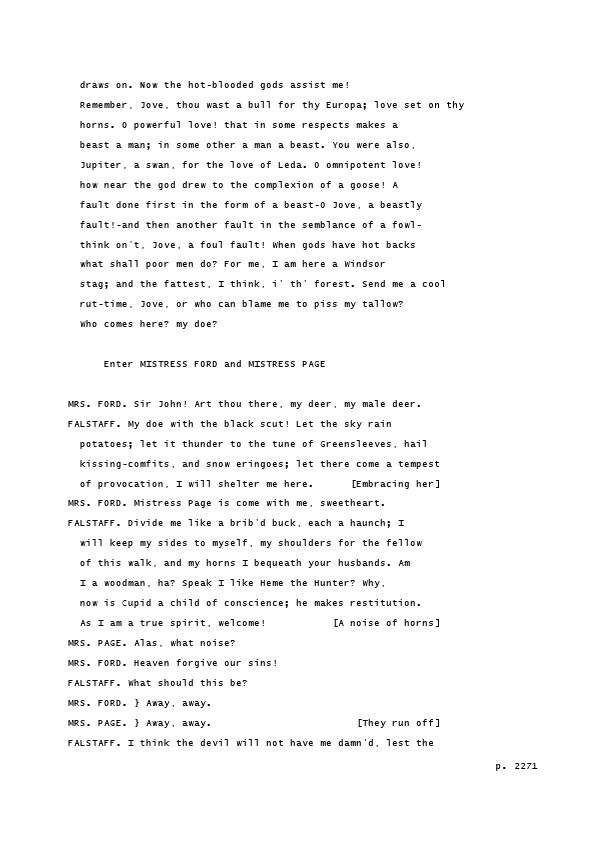 draws on. Now the hot-blooded gods assist me!
Remember, Jove, thou wast a bull for thy Europa; love set on thy
horns. O powerful love! that in some respects makes a
beast a man; in some other a man a beast. You were also,
Jupiter, a swan, for the love of Leda. O omnipotent love!
how near the god drew to the complexion of a goose! A
fault done first in the form of a beast-O Jove, a beastly
fault!-and then another fault in the semblance of a fowl-
think on't, Jove, a foul fault! When gods have hot backs
what shall poor men do? For me, I am here a Windsor
stag; and the fattest, I think, i' th' forest. Send me a cool
rut-time, Jove, or who can blame me to piss my tallow?
Who comes here? my doe?
Enter MISTRESS FORD and MISTRESS PAGE
MRS. FORD. Sir John! Art thou there, my deer, my male deer.
FALSTAFF. My doe with the black scut! Let the sky rain
potatoes; let it thunder to the tune of Greensleeves, hail
kissing-comfits, and snow eringoes; let there come a tempest
of provocation, I will shelter me here. [Embracing her]
MRS. FORD. Mistress Page is come with me, sweetheart.
FALSTAFF. Divide me like a brib'd buck, each a haunch; I
will keep my sides to myself, my shoulders for the fellow
of this walk, and my horns I bequeath your husbands. Am
I a woodman, ha? Speak I like Heme the Hunter? Why,
now is Cupid a child of conscience; he makes restitution.
As I am a true spirit, welcome! [A noise of horns]
MRS. PAGE. Alas, what noise?
MRS. FORD. Heaven forgive our sins!
FALSTAFF. What should this be?
MRS. FORD. } Away, away.
MRS. PAGE. } Away, away. [They run off]
FALSTAFF. I think the devil will not have me damn'd, lest the
p. 2271